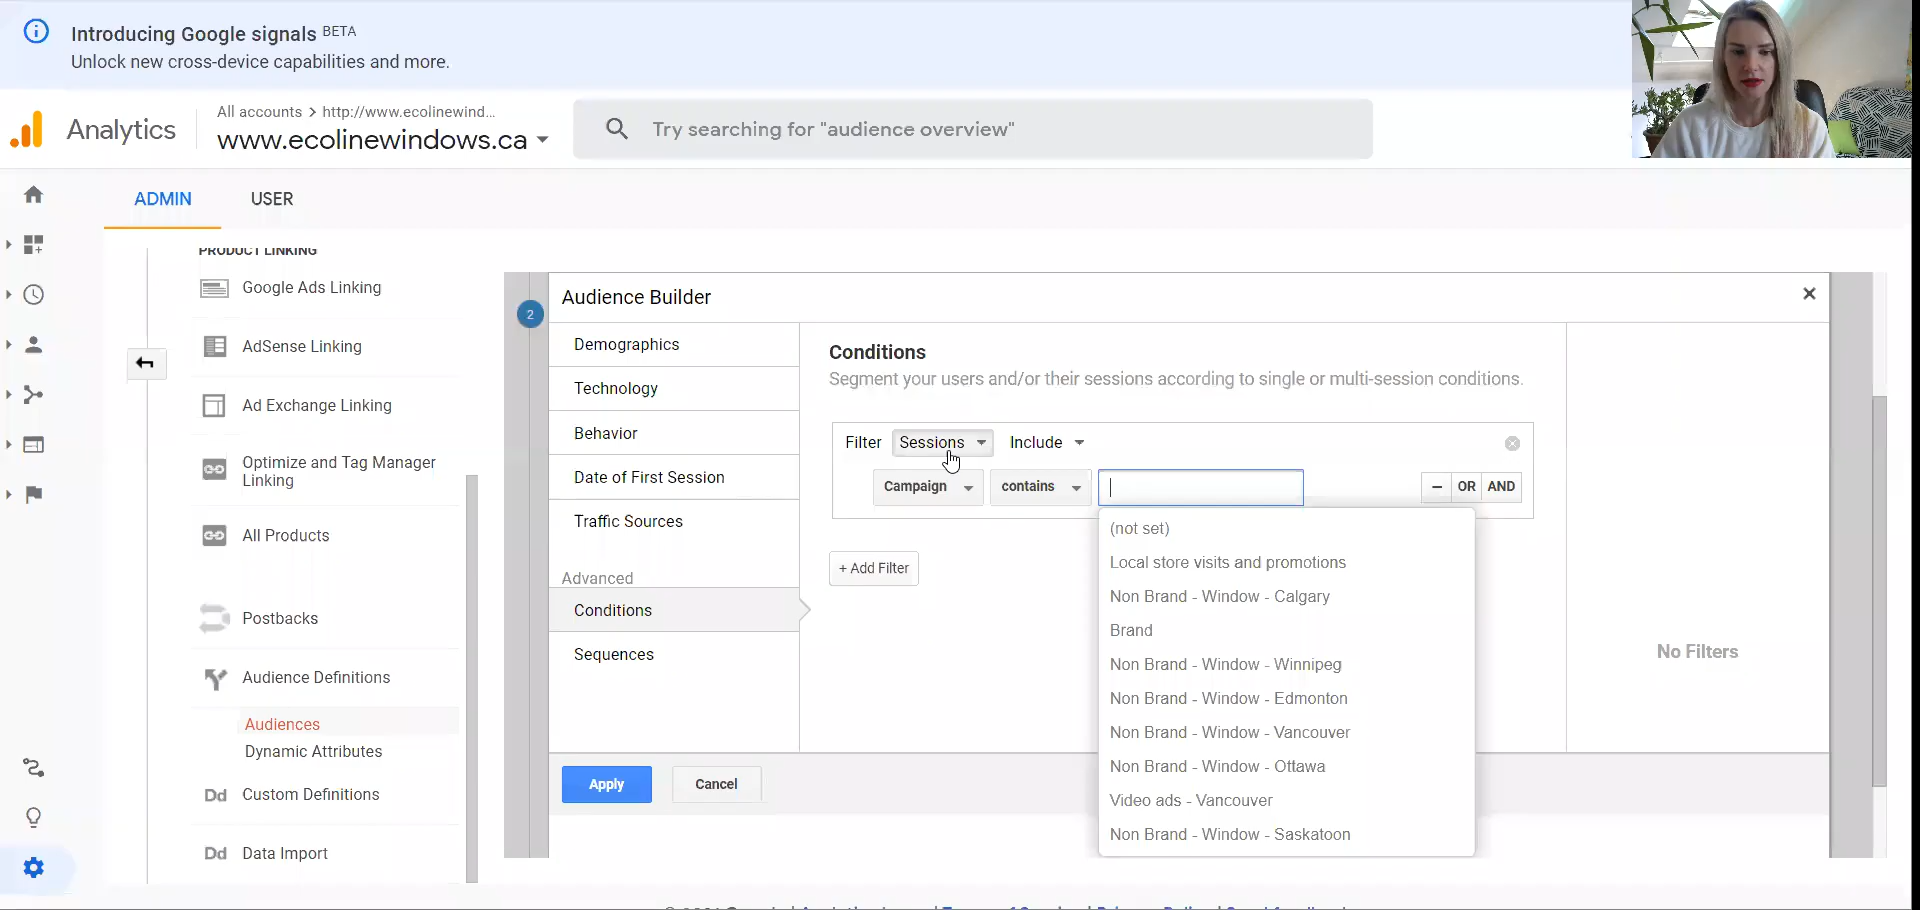 Introducing Google signals BETA
Unlock new cross-device capabilities and more.
Analytics
All accounts > http://www.ecolinewind...
www.ecolinewindows.ca
Try searching for "audience overview"
ADMIN
USER
PRODUCT LINKING
Google Ads Linking
AdSense Linking
Ad Exchange Linking
Optimize and Tag Manager
Linking
All Products
Postbacks
Audience Definitions
Audiences
Dynamic Attributes
Dd Custom Definitions
Dd Data Import
2
Audience Builder
Demographics
Technology
Behavior
Date of First Session
Traffic Sources
Advanced
Conditions
Sequences
Conditions
Segment your users and/or their sessions according to single or multi-session conditions.
Filter Sessions Include
Campaign contains
OR AND
+ Add Filter
(not set)
Local store visits and promotions
Non Brand - Window - Calgary
Brand
Non Brand - Window - Winnipeg
Non Brand - Window - Edmonton
Non Brand - Window - Vancouver
Non Brand - Window - Ottawa
Video ads - Vancouver
Non Brand - Window - Saskatoon
No Filters
Apply
Cancel